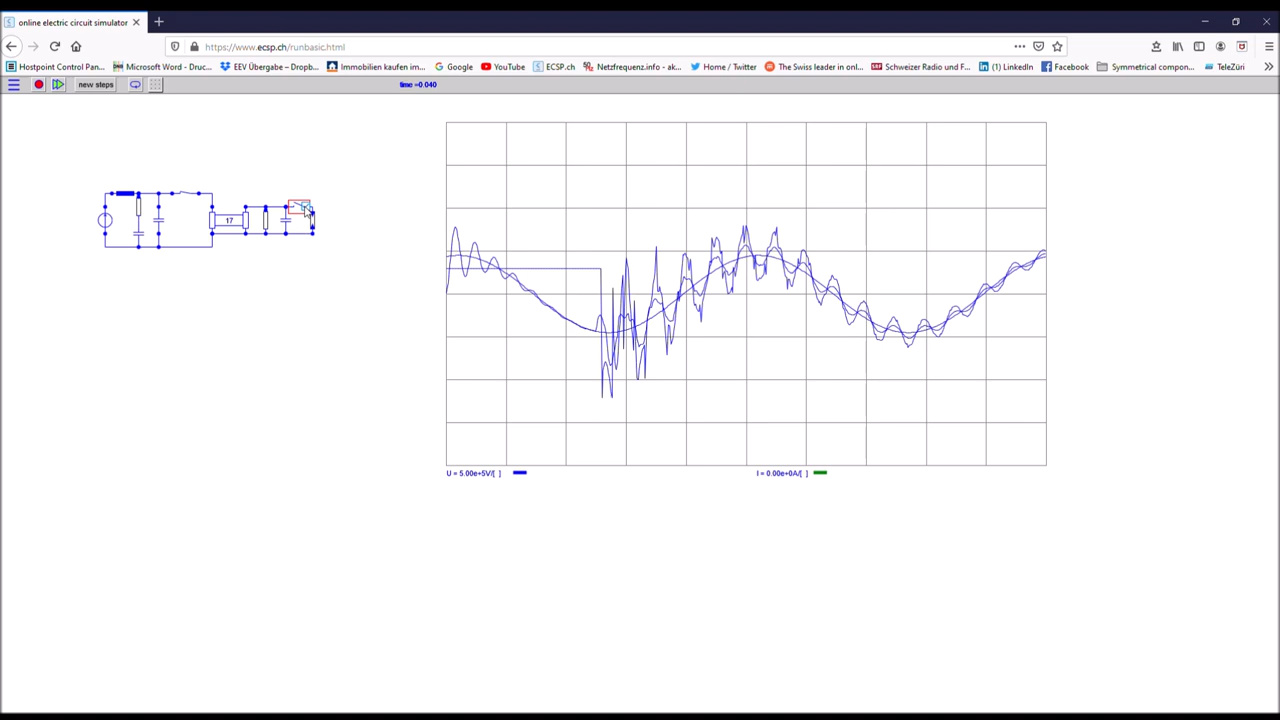 online electric circuit simulator
https://www.ecsp.ch/runbasic.html
Hostpoint Control Pan... Microsoft Word - Druc... EEV Übergabe – Dropb... Immobilien kaufen im... Google YouTube ECSP.ch Netzfrequenz.info - ak... Home / Twitter The Swiss leader in onl... Schweizer Radio und F... (1) LinkedIn Facebook Symmetrical compon... TeleZüri
new steps time =0.040
17
U = 5.00e+5V/[ ] I = 0.00e+0A/[ ]